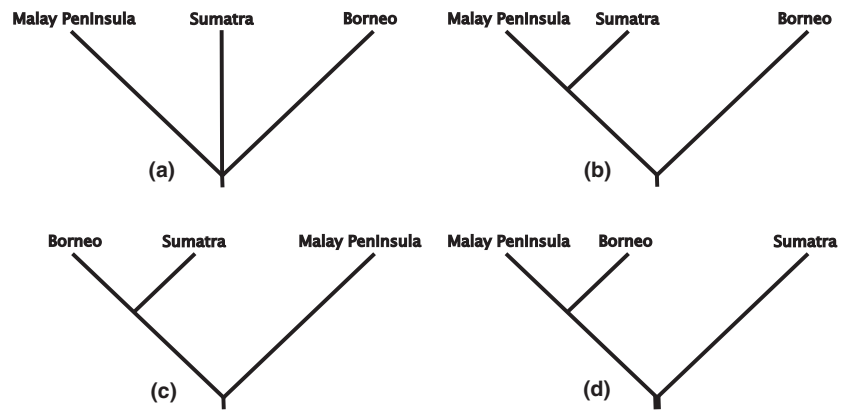 Malay Peninsula Sumatra Borneo
(a)
Malay Peninsula Sumatra Borneo
(b)
Borneo Sumatra Malay Peninsula
(c)
Malay Peninsula Borneo Sumatra
(d)